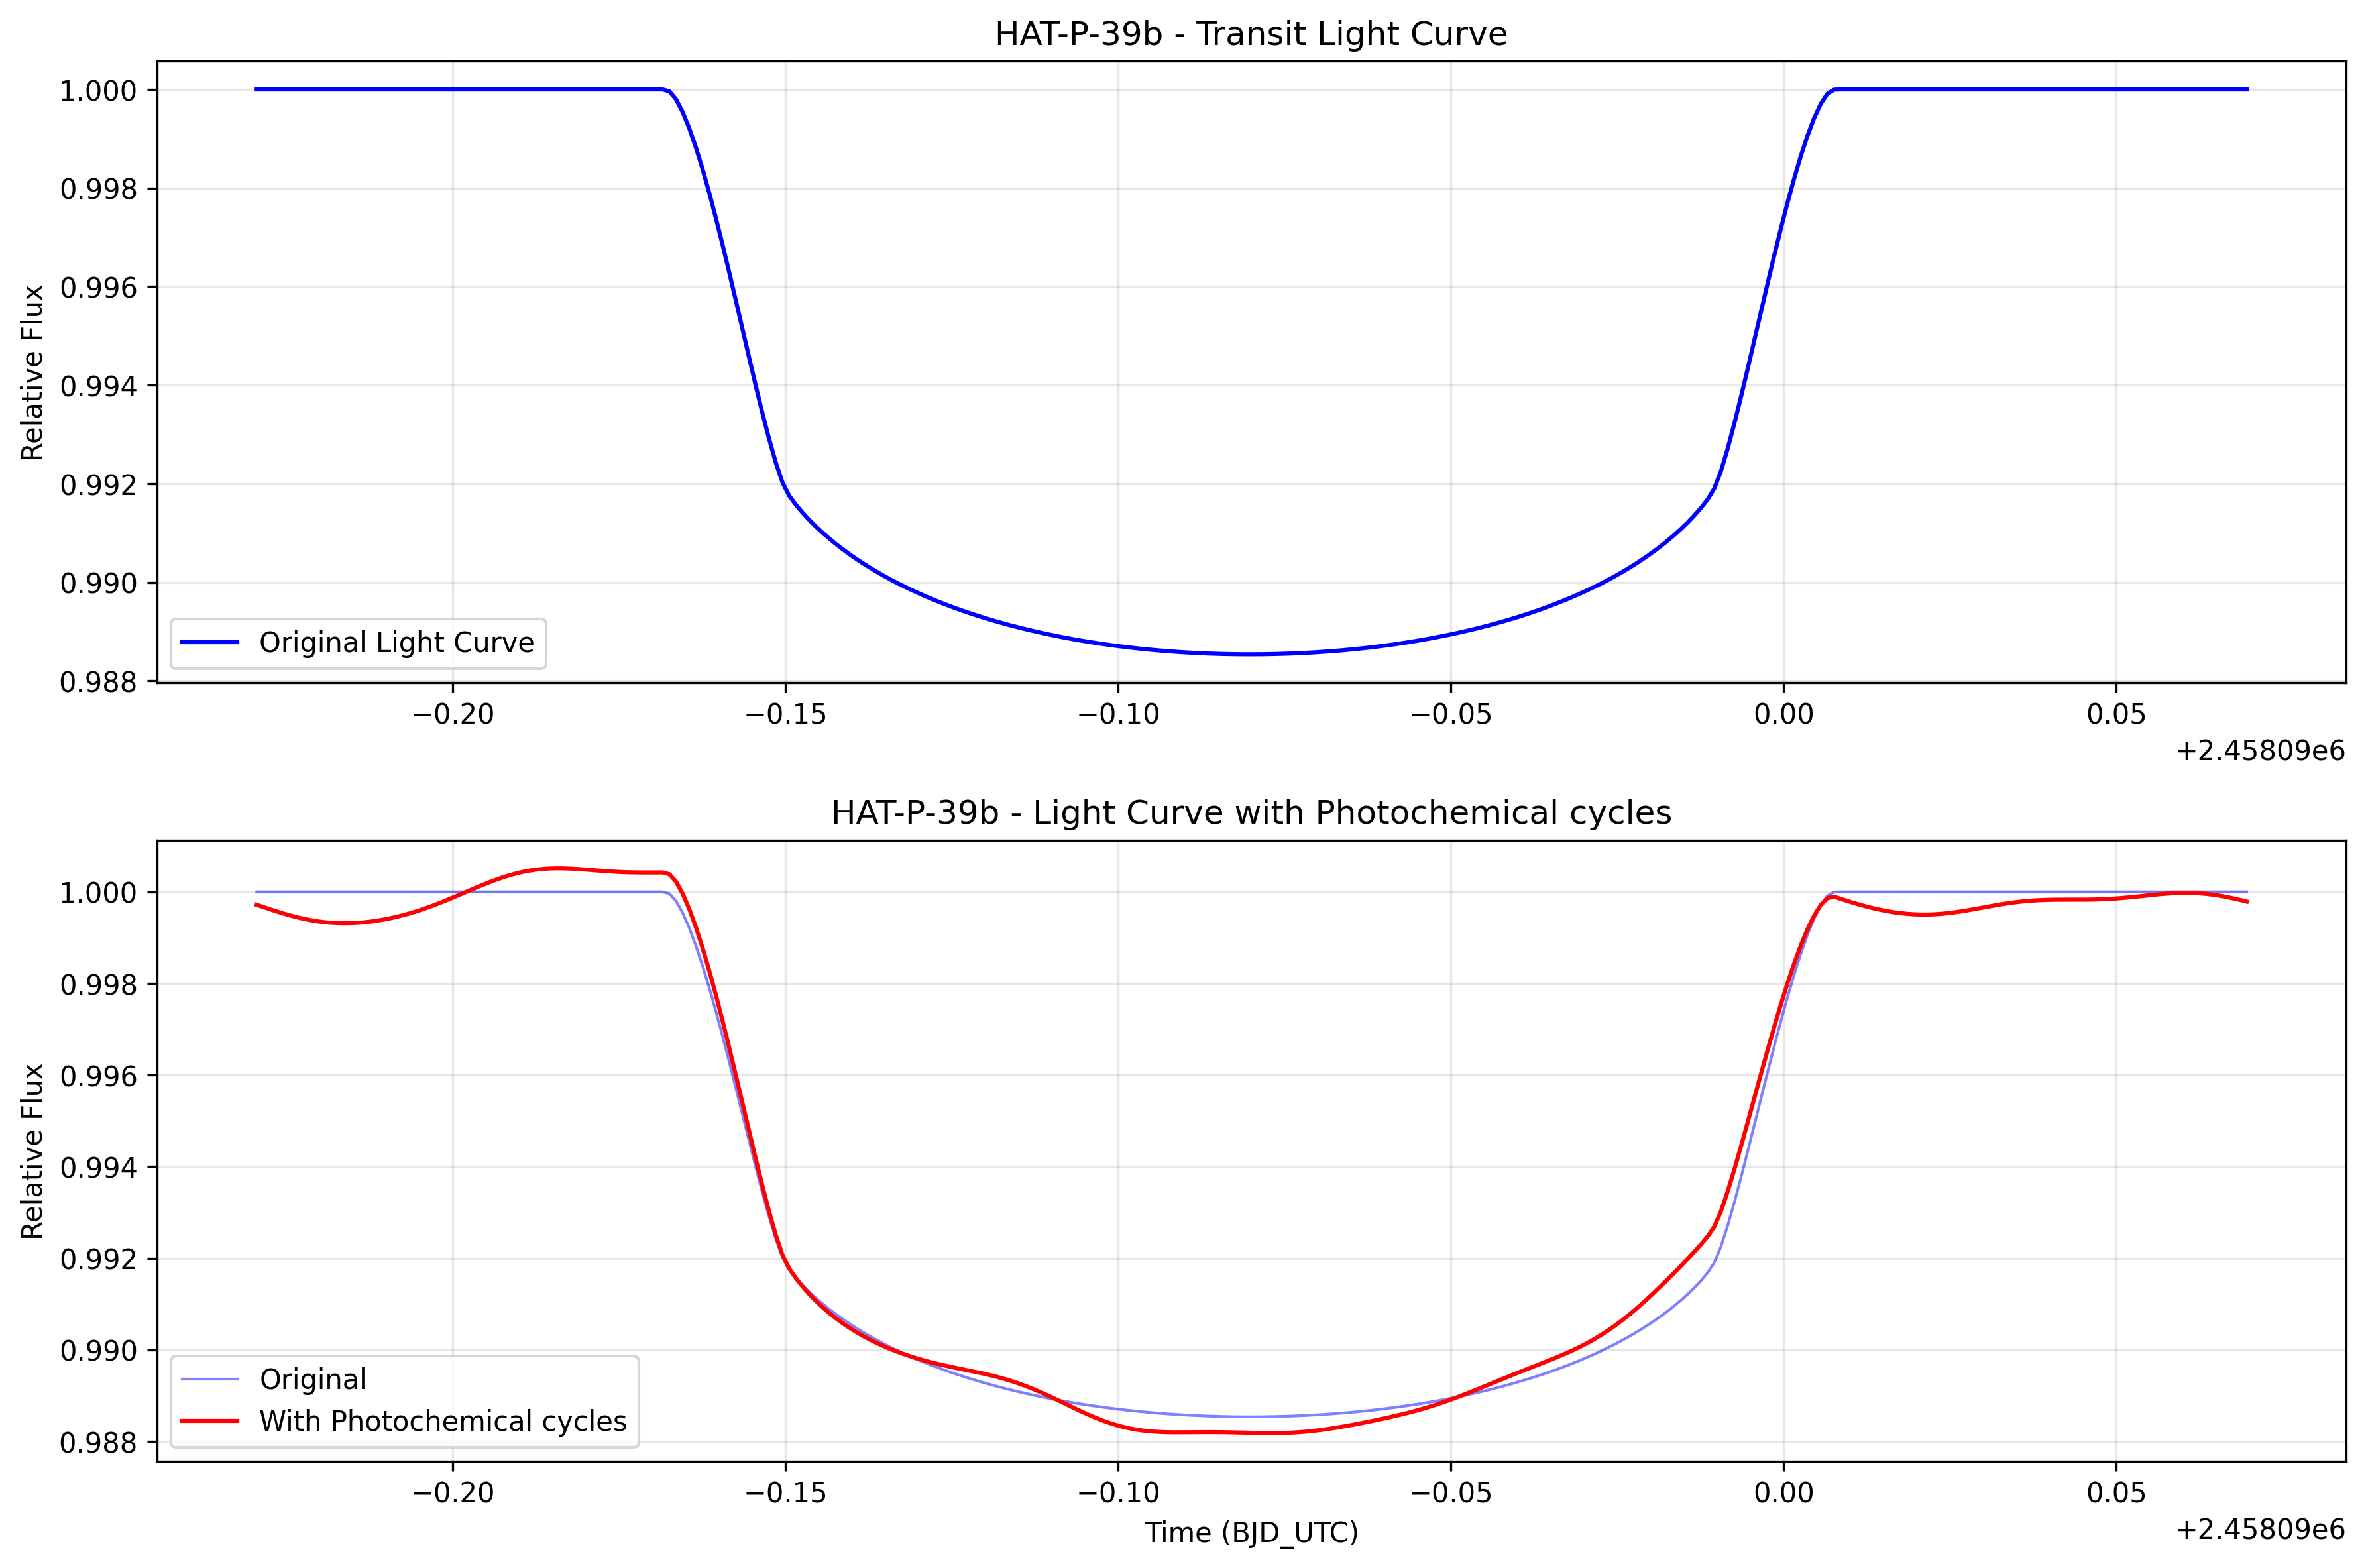 HAT-P-39b - Transit Light Curve
Relative Flux
1.000
0.998
0.996
0.994
0.992
0.990
0.988
Original Light Curve
−0.20 −0.15 −0.10 −0.05 0.00 0.05
+2.45809e6
HAT-P-39b - Light Curve with Photochemical cycles
Relative Flux
1.000
0.998
0.996
0.994
0.992
0.990
0.988
Original
With Photochemical cycles
−0.20 −0.15 −0.10 −0.05 0.00 0.05
Time (BJD_UTC)
+2.45809e6